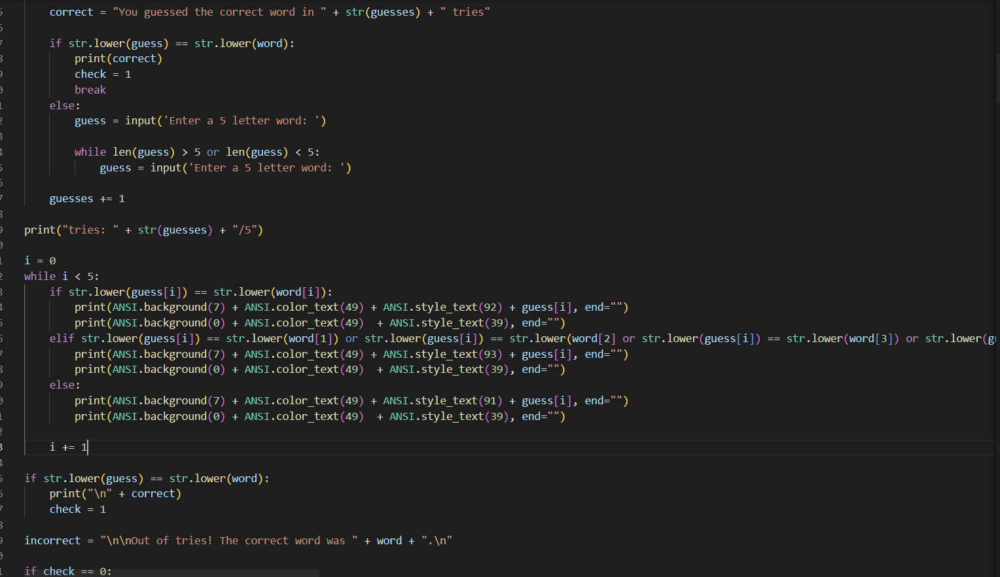 correct = "You guessed the correct word in " + str(guesses) + " tries"
if str.lower(guess) == str.lower(word):
print(correct)
check = 1
break
else:
guess = input('Enter a 5 letter word: ')
while len(guess) > 5 or len(guess) < 5:
guess = input('Enter a 5 letter word: ')
guesses += 1
print("tries: " + str(guesses) + "/5")
i = 0
while i < 5:
if str.lower(guess[i]) == str.lower(word[i]):
print(ANSI.background(7) + ANSI.color_text(49) + ANSI.style_text(92) + guess[i], end="")
print(ANSI.background(0) + ANSI.color_text(49)  + ANSI.style_text(39), end="")
elif str.lower(guess[i]) == str.lower(word[1]) or str.lower(guess[i]) == str.lower(word[2] or str.lower(guess[i]) == str.lower(word[3]) or str.lower(
print(ANSI.background(7) + ANSI.color_text(49) + ANSI.style_text(93) + guess[i], end="")
print(ANSI.background(0) + ANSI.color_text(49)  + ANSI.style_text(39), end="")
else:
print(ANSI.background(7) + ANSI.color_text(49) + ANSI.style_text(91) + guess[i], end="")
print(ANSI.background(0) + ANSI.color_text(49)  + ANSI.style_text(39), end="")
i += 1
if str.lower(guess) == str.lower(word):
print("\n" + correct)
check = 1
incorrect = "\n\nOut of tries! The correct word was " + word + ".\n"
if check == 0: